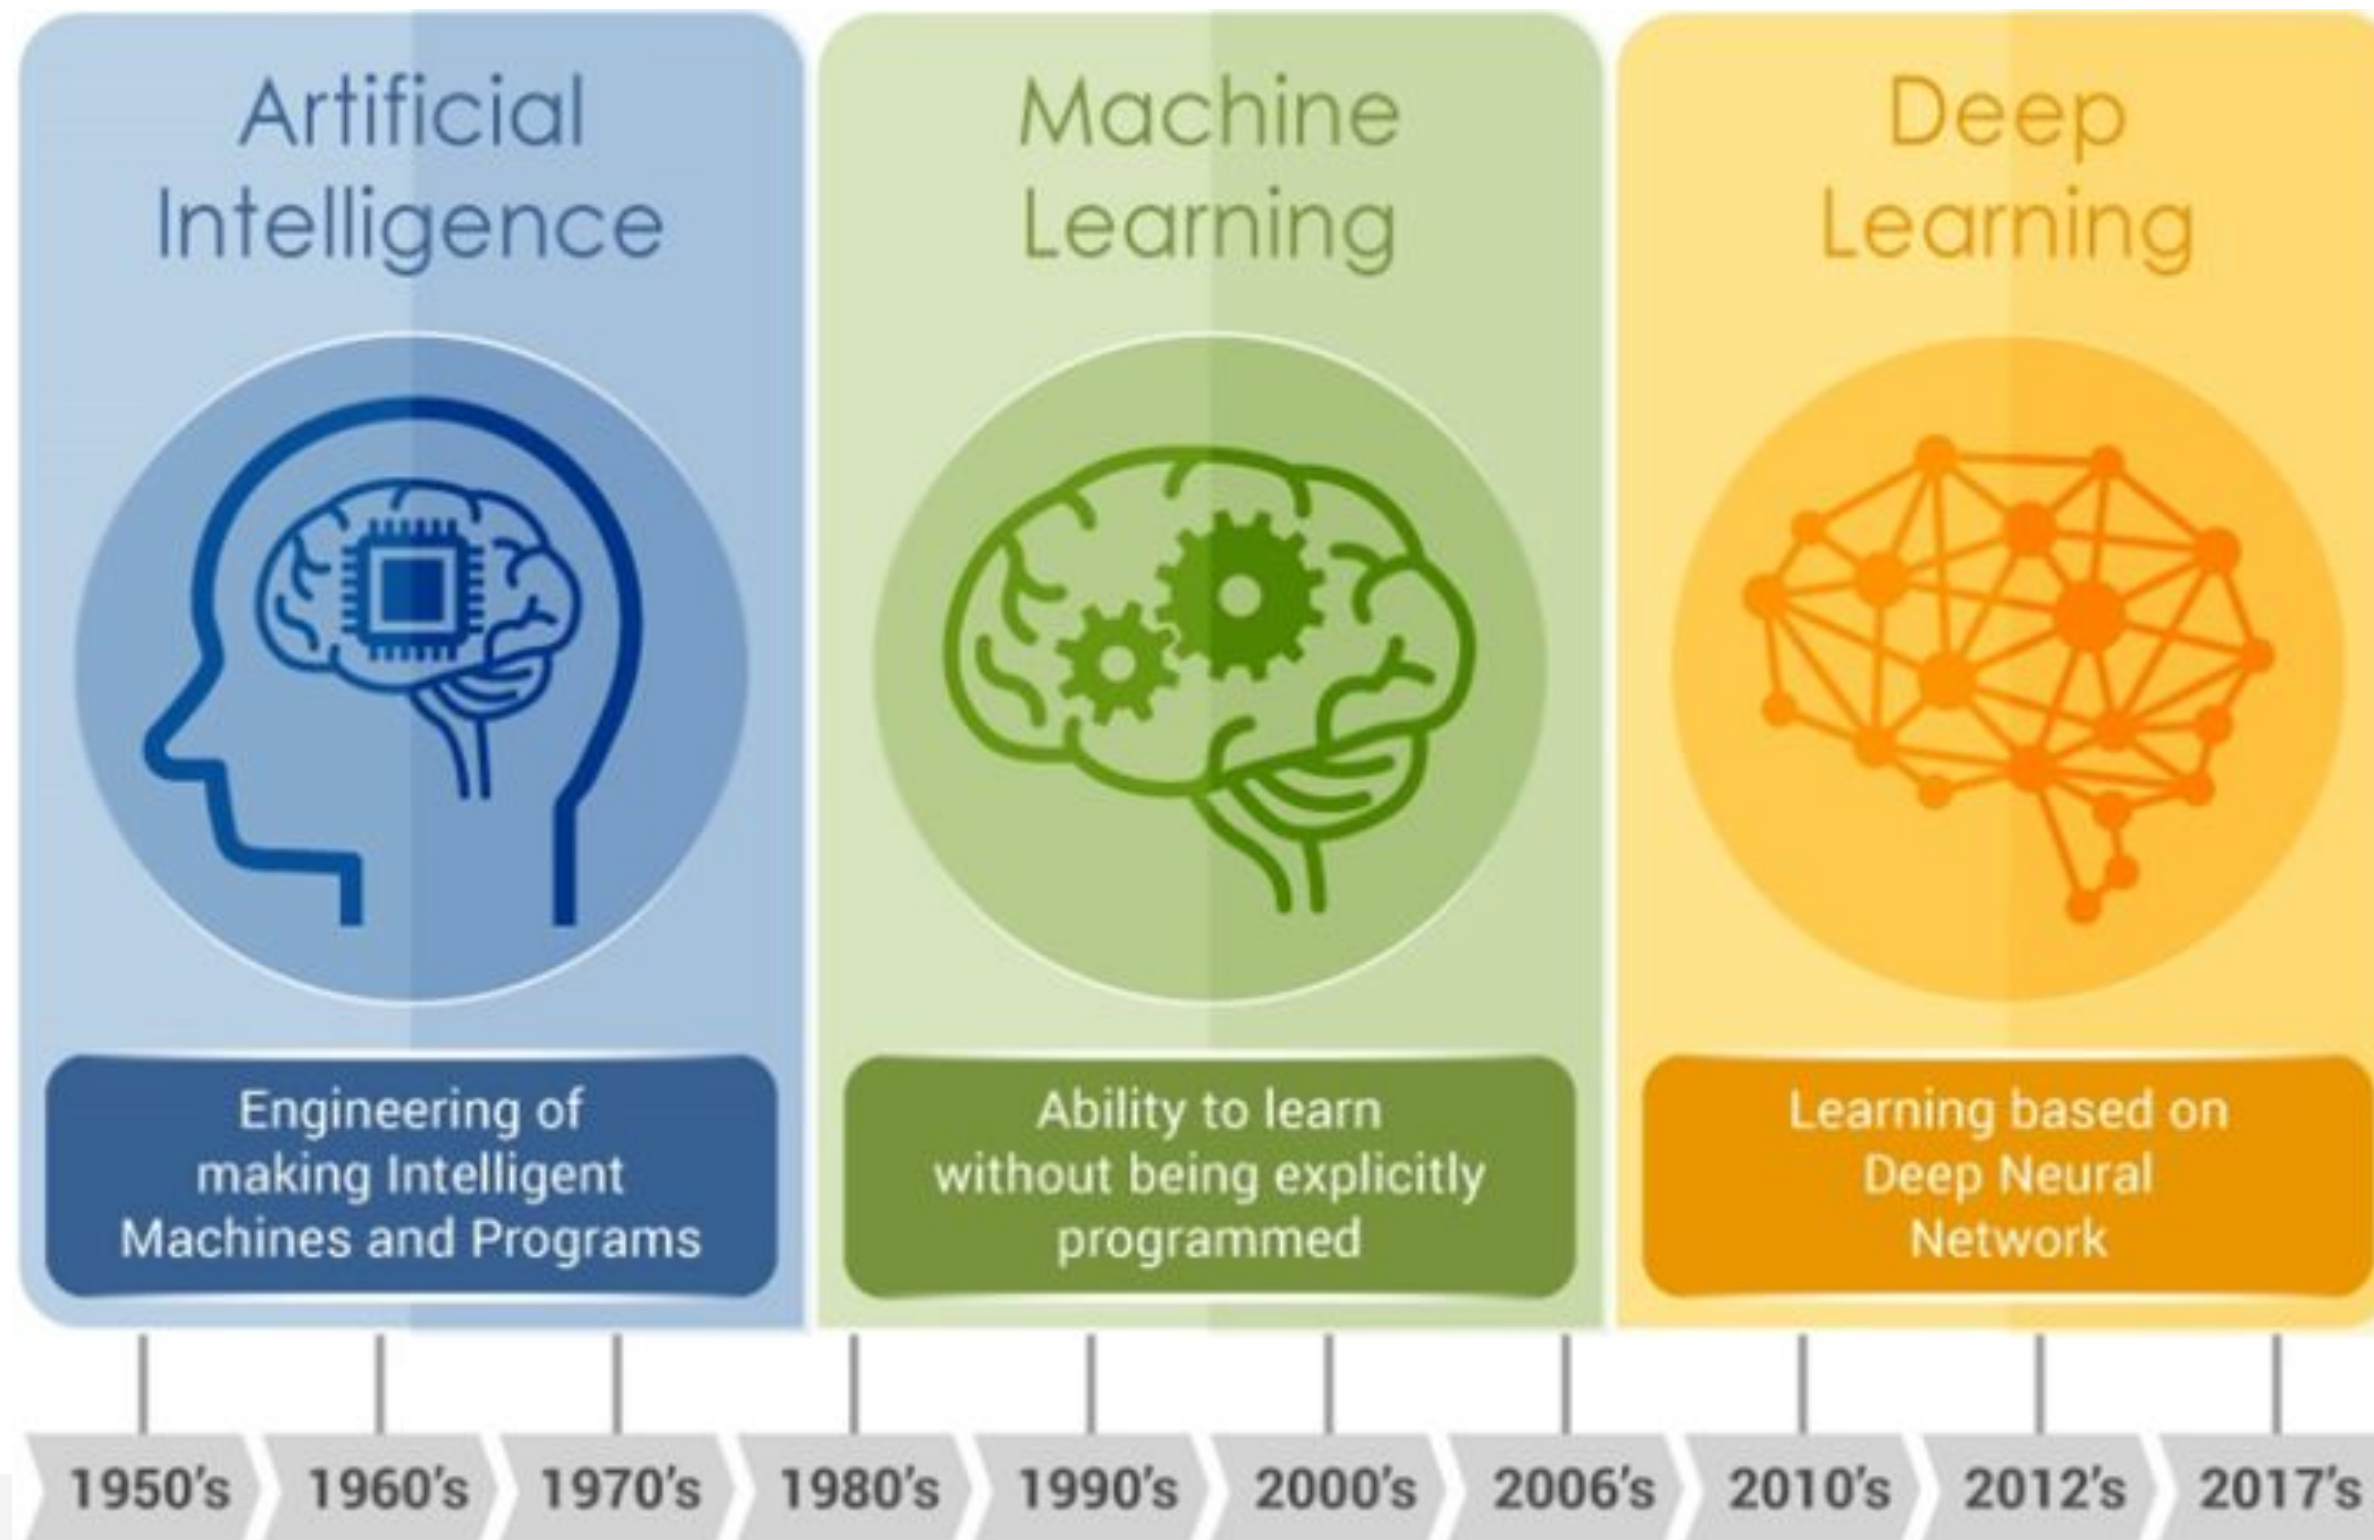 Artificial
Intelligence
Engineering of
making Intelligent
Machines and Programs
Machine
Learning
Ability to learn
without being explicitly
programmed
Deep
Learning
Learning based on
Deep Neural
Network
1950's 1960's 1970's 1980's 1990's 2000's 2006's 2010's 2012's 2017's